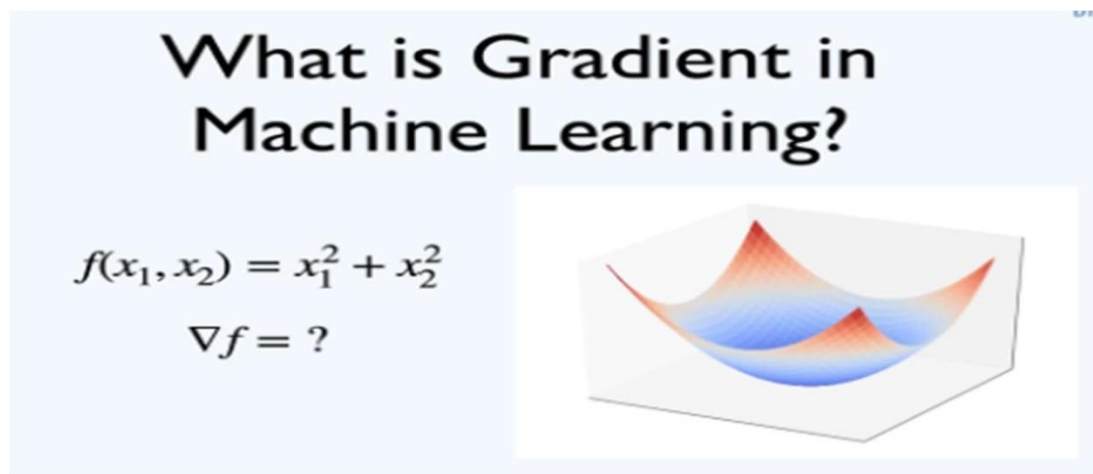 What is Gradient in
Machine Learning?
f(x₁, x₂) = x₁² + x₂²
∇f = ?